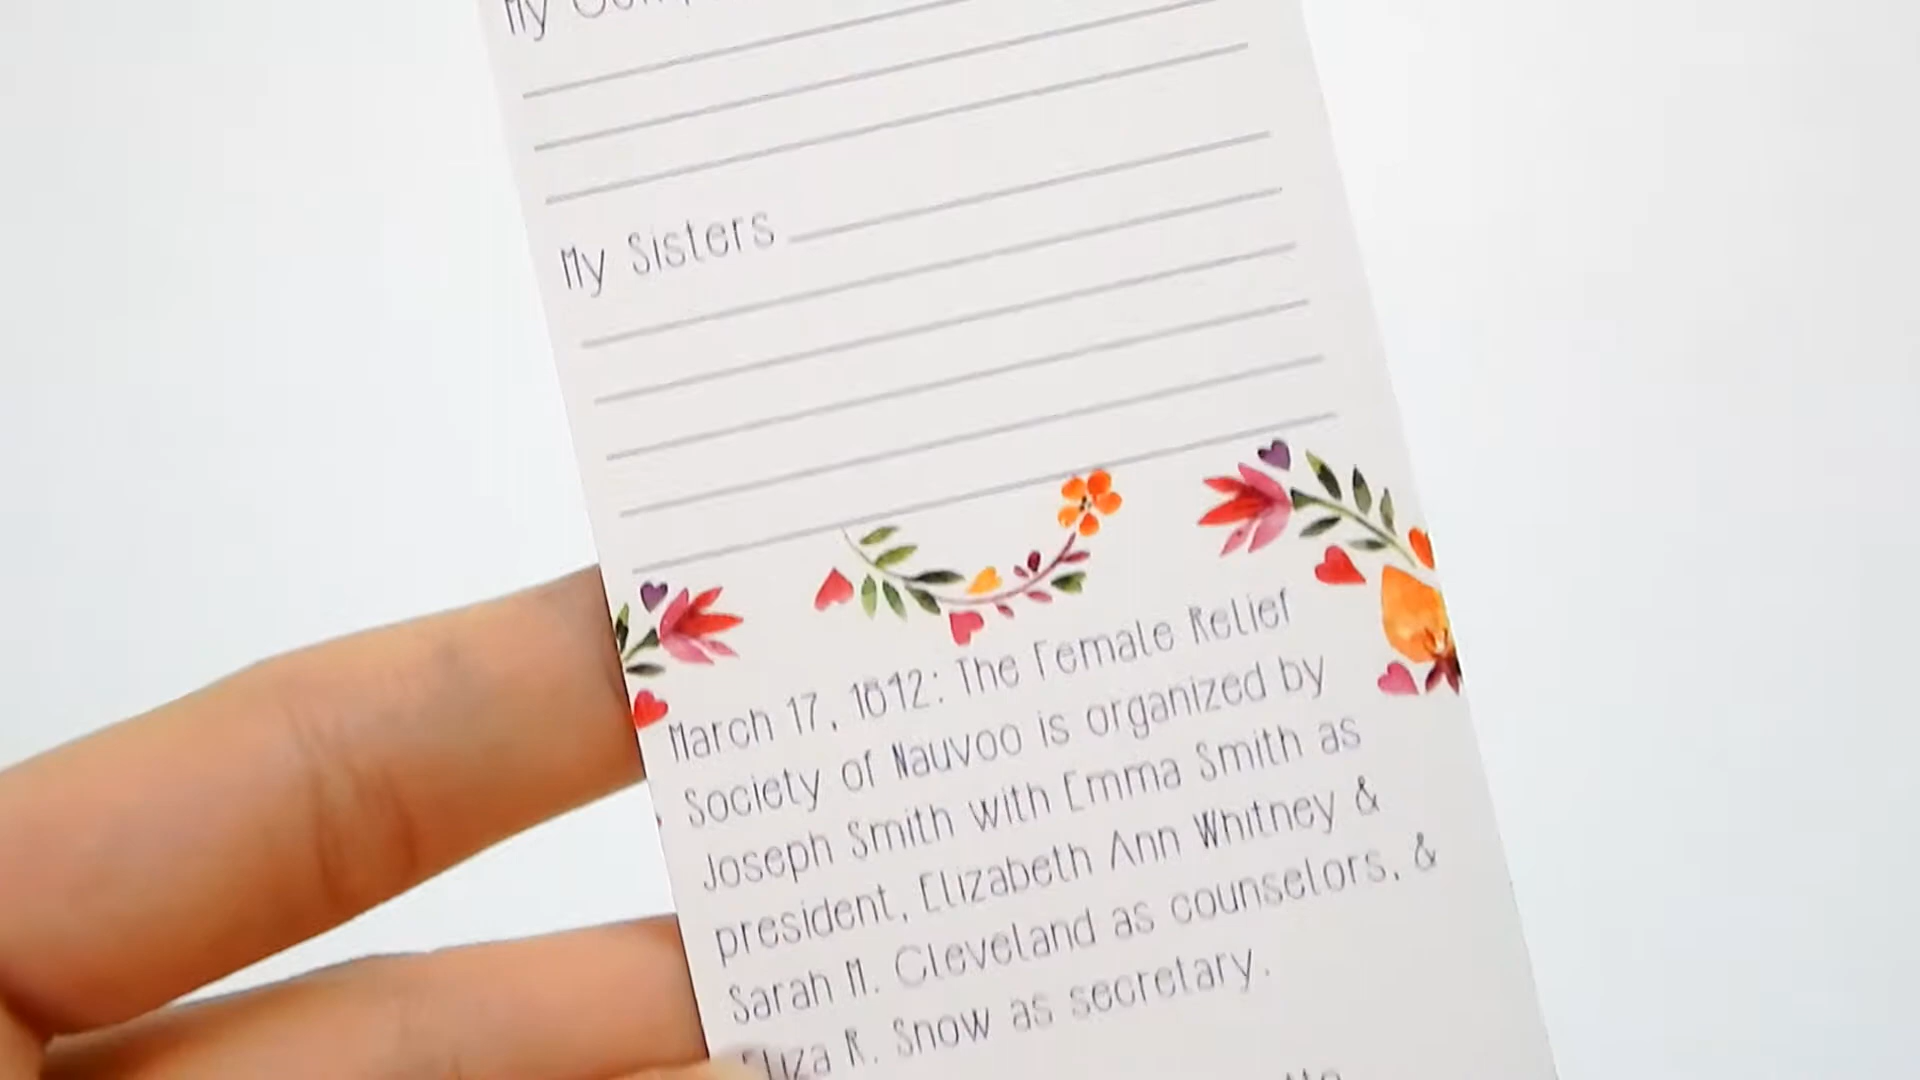 My
My Sisters
March 17, 1842: The Female Relief
Society of Nauvoo is organized by
Joseph Smith with Emma Smith as
president, Elizabeth Ann Whitney &
Sarah M. Cleveland as counselors, &
Eliza R. Snow as secretary.